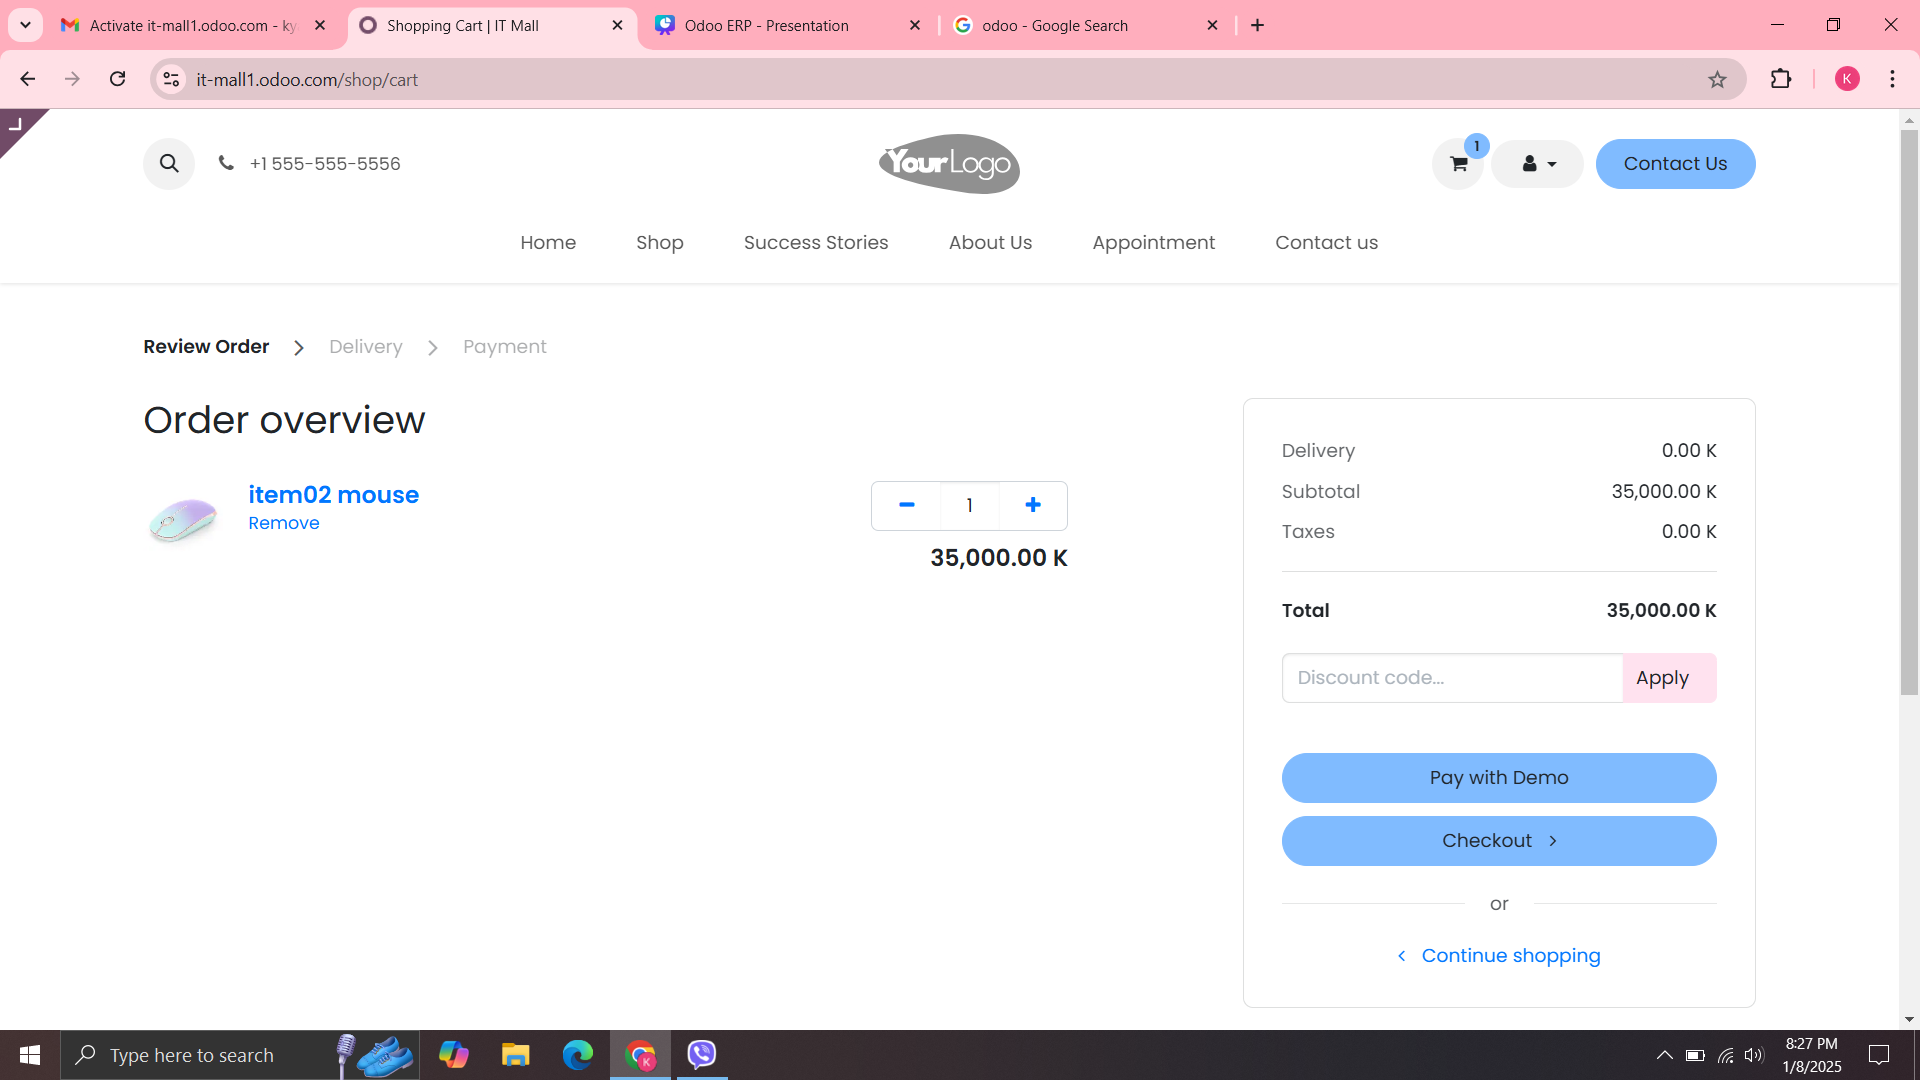 Activate it-mall1.odoo.com - ky
Shopping Cart | IT Mall
Odoo ERP - Presentation
odoo - Google Search
it-mall1.odoo.com/shop/cart
K
+1 555-555-5556
YourLogo
1
Contact Us
Home
Shop
Success Stories
About Us
Appointment
Contact us
Review Order
Delivery
Payment
Order overview
item02 mouse
Remove
1
35,000.00 K
Delivery 0.00 K
Subtotal 35,000.00 K
Taxes 0.00 K
Total 35,000.00 K
Discount code...
Apply
Pay with Demo
Checkout
or
Continue shopping
Type here to search
K
8:27 PM
1/8/2025